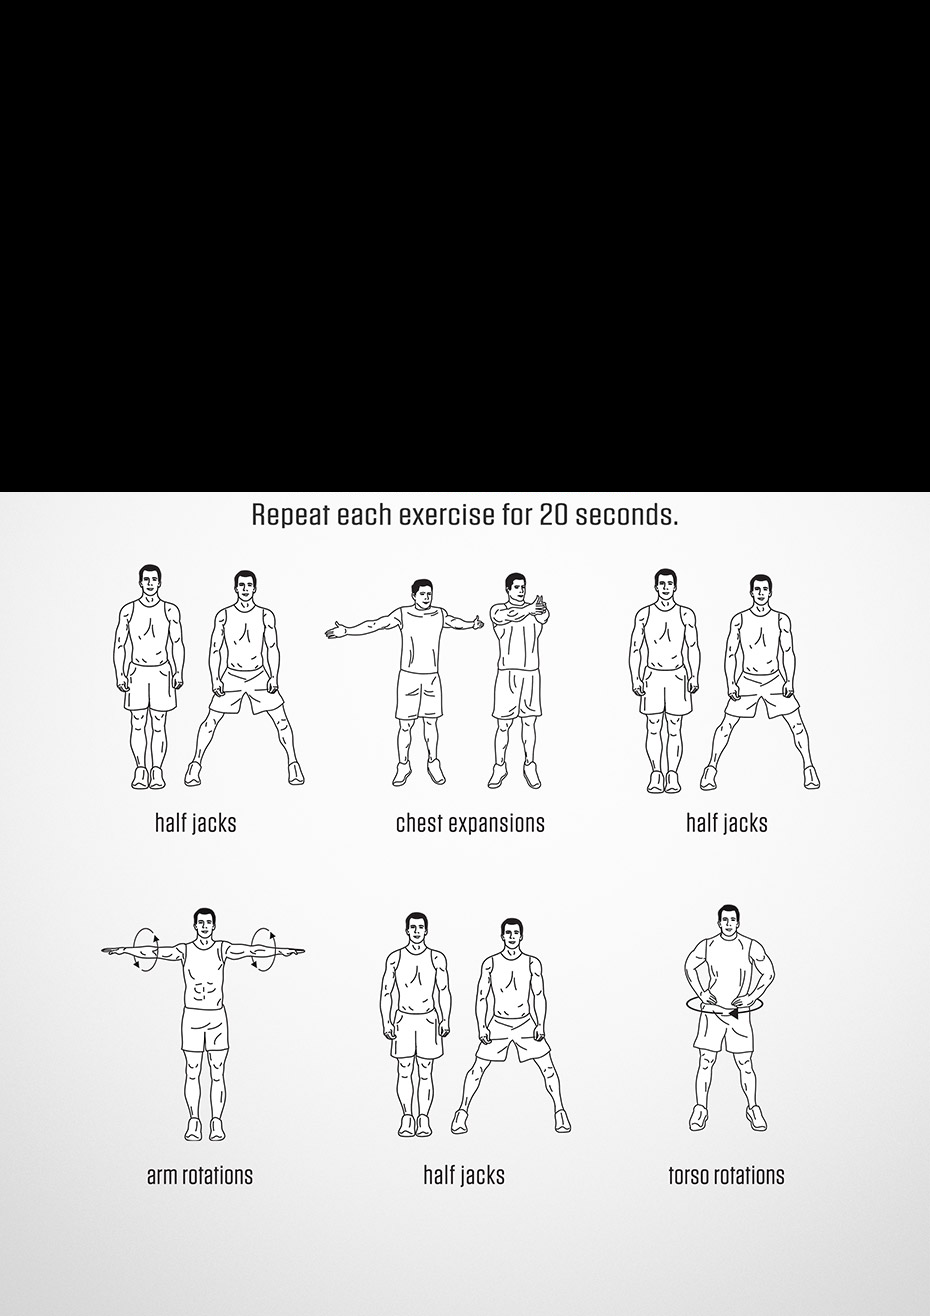 Repeat each exercise for 20 seconds.
half jacks
chest expansions
half jacks
arm rotations
half jacks
torso rotations